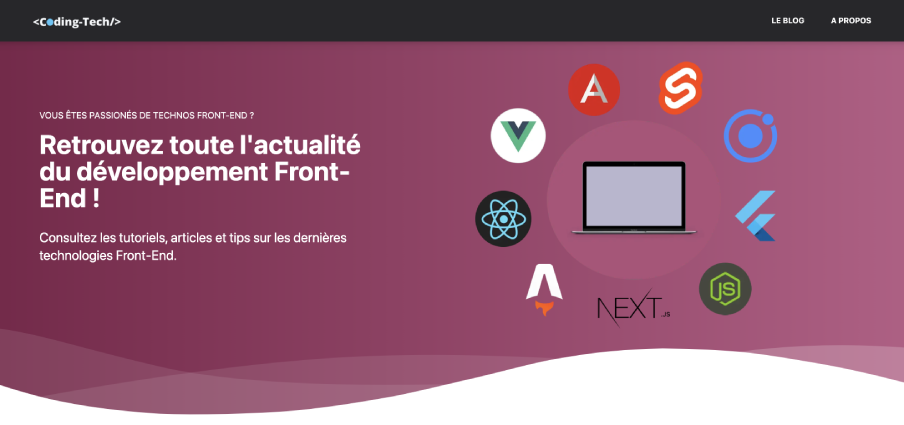 <Coding-Tech/>
LE BLOG
A PROPOS
VOUS ÊTES PASSIONÉS DE TECHNOS FRONT-END ?
Retrouvez toute l'actualité
du développement Front-
End !
Consultez les tutoriels, articles et tips sur les dernières
technologies Front-End.
JS
NEXT.JS